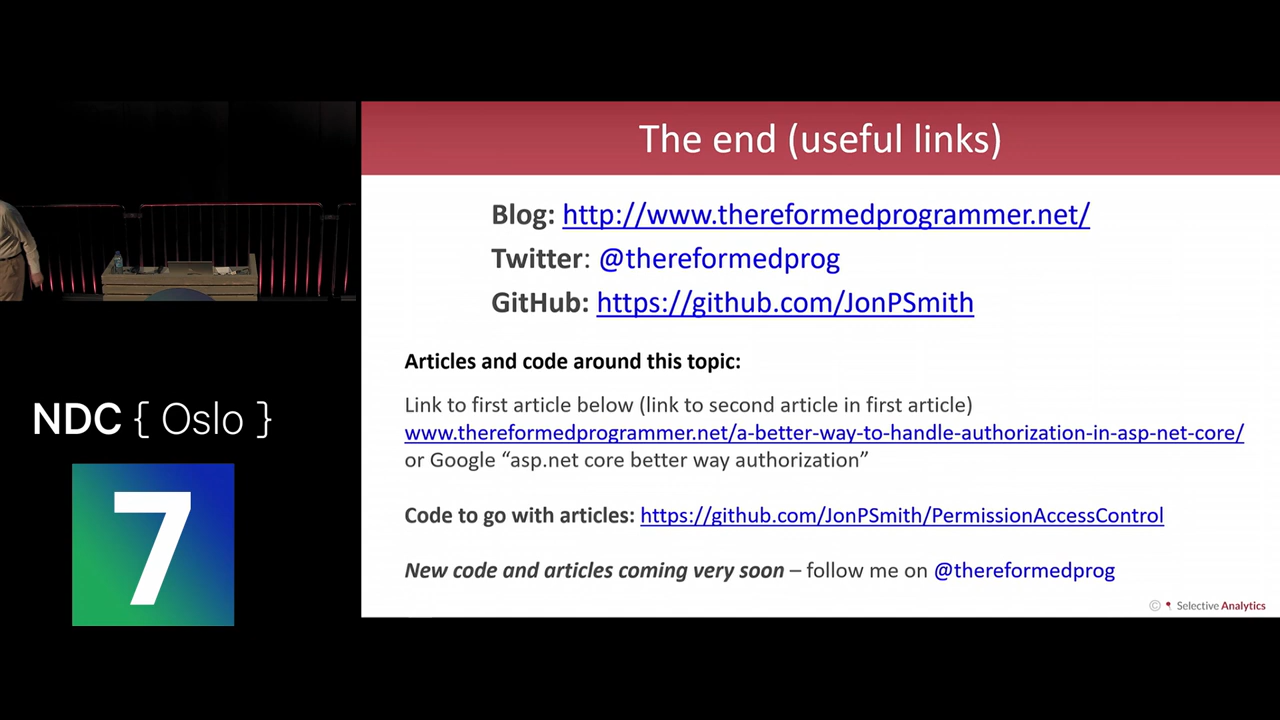 The end (useful links)
Blog: http://www.thereformedprogrammer.net/
Twitter: @thereformedprog
GitHub: https://github.com/JonPSmith
Articles and code around this topic:
Link to first article below (link to second article in first article)
www.thereformedprogrammer.net/a-better-way-to-handle-authorization-in-asp-net-core/
or Google “asp.net core better way authorization”
Code to go with articles: https://github.com/JonPSmith/PermissionAccessControl
New code and articles coming very soon – follow me on @thereformedprog
© Selective Analytics
NDC { Oslo }
7